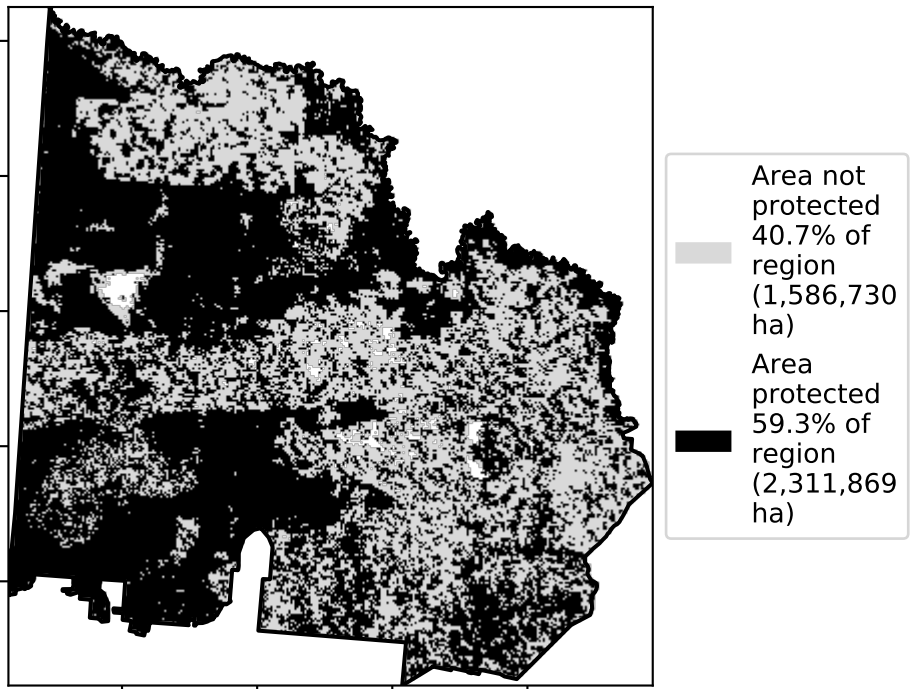 Area not
protected
40.7% of
region
(1,586,730
ha)
Area
protected
59.3% of
region
(2,311,869
ha)